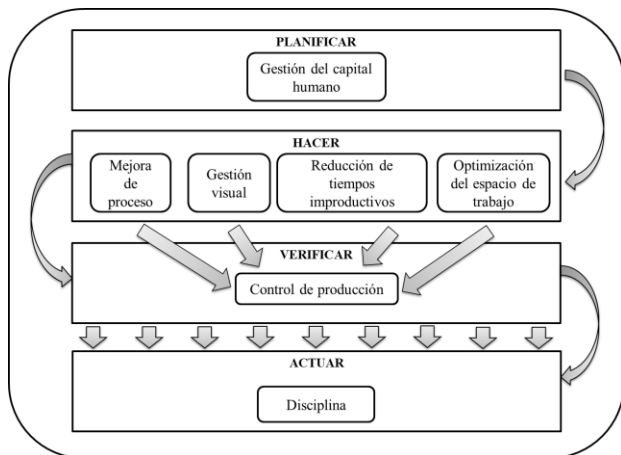 PLANIFICAR
Gestión del capital
humano
HACER
Mejora
de
proceso
Gestión
visual
Reducción de
tiempos
improductivos
Optimización
del espacio de
trabajo
VERIFICAR
Control de producción
ACTUAR
Disciplina